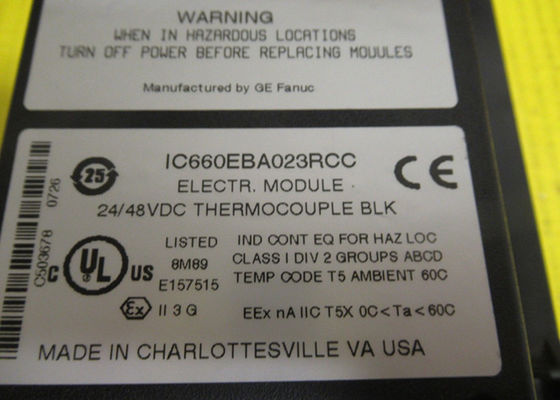 WARNING
WHEN IN HAZARDOUS LOCATIONS
TURN OFF POWER BEFORE REPLACING MODULES
Manufactured by GE Fanuc
25
IC660EBA023RCC
CE
ELECTR. MODULE
24/48VDC THERMOCOUPLE BLK
C503678 0726
C UL US
LISTED
8M89
E157515
IND CONT EQ FOR HAZ LOC
CLASS I DIV 2 GROUPS ABCD
TEMP CODE T5 AMBIENT 60C
Ex II 3 G
EEx nA IIC T5X 0C<Ta<60C
MADE IN CHARLOTTESVILLE VA USA